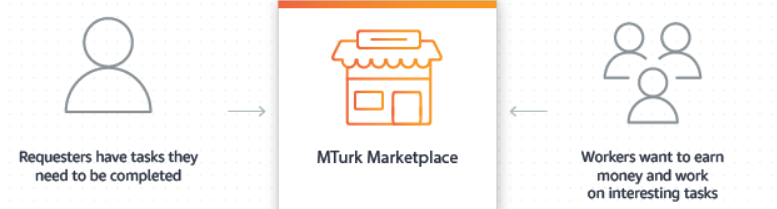 Requesters have tasks they
need to be completed
MTurk Marketplace
Workers want to earn
money and work
on interesting tasks